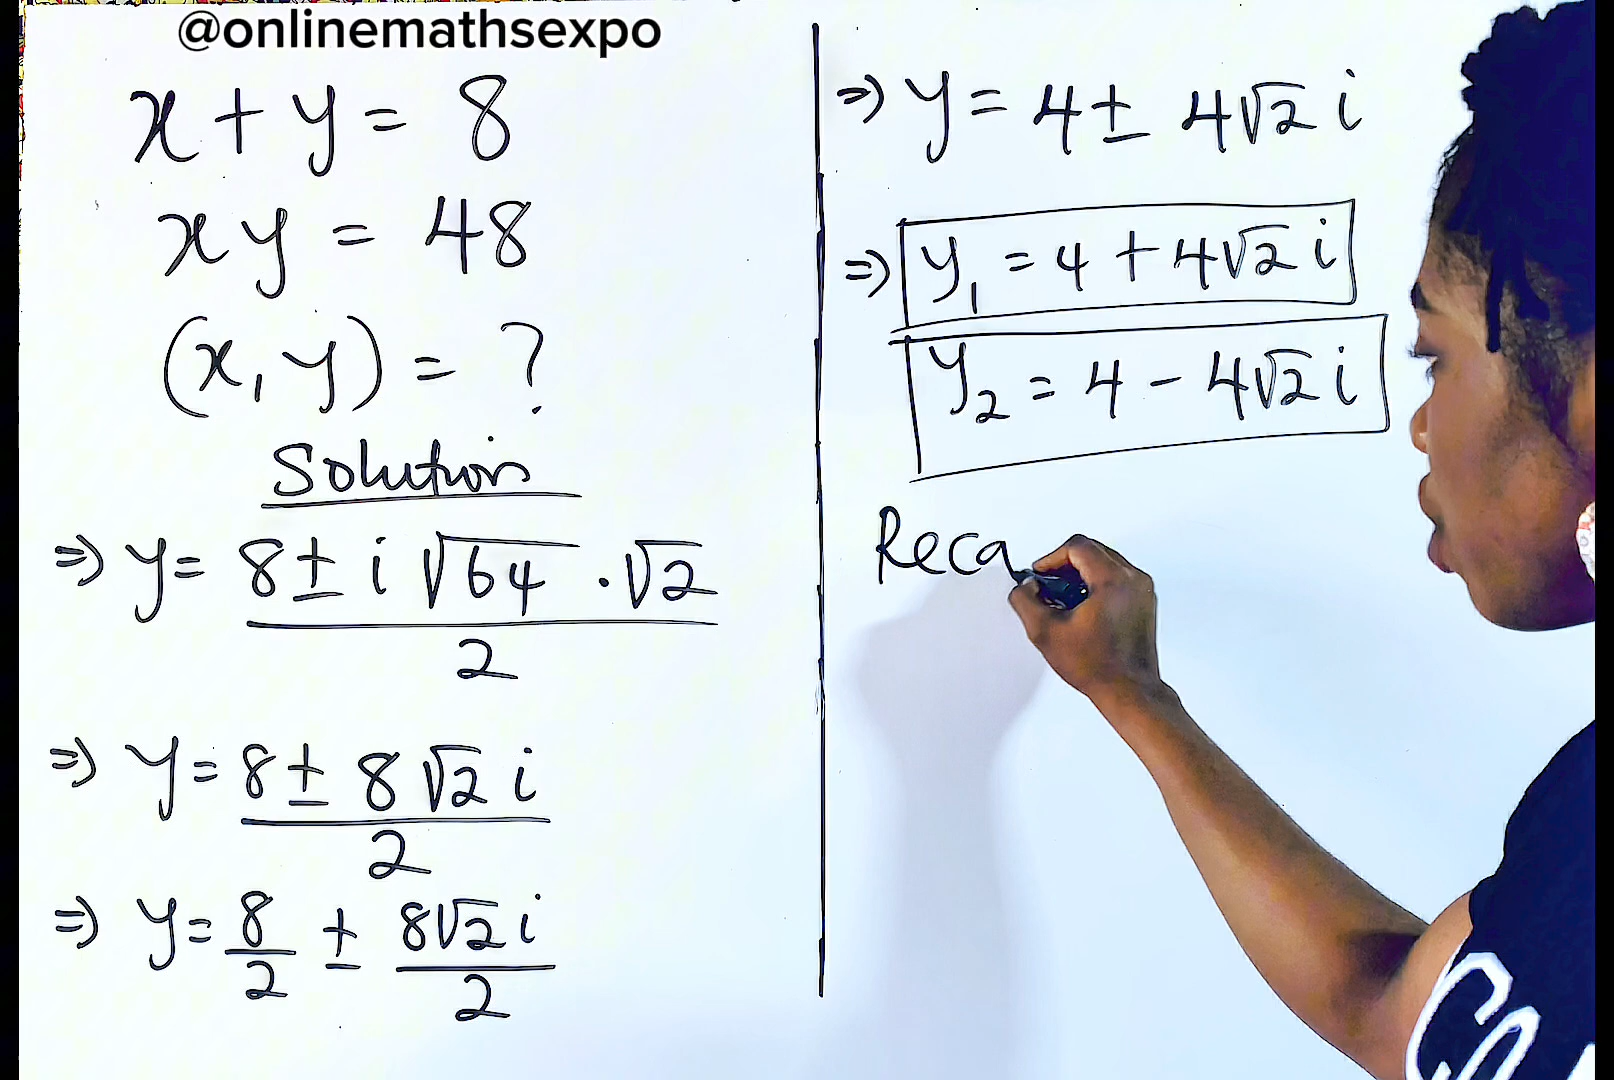 @onlinemathsexpo
x + y = 8
xy = 48
(x, y) = ?
Solution
⇒ y = 8 ± i √64 . √2
2
⇒ y = 8 ± 8√2 i
2
⇒ y = 8/2 ± 8√2 i/2
⇒ y = 4 ± 4√2 i
⇒ y₁ = 4 + 4√2 i
y₂ = 4 - 4√2 i
Reca